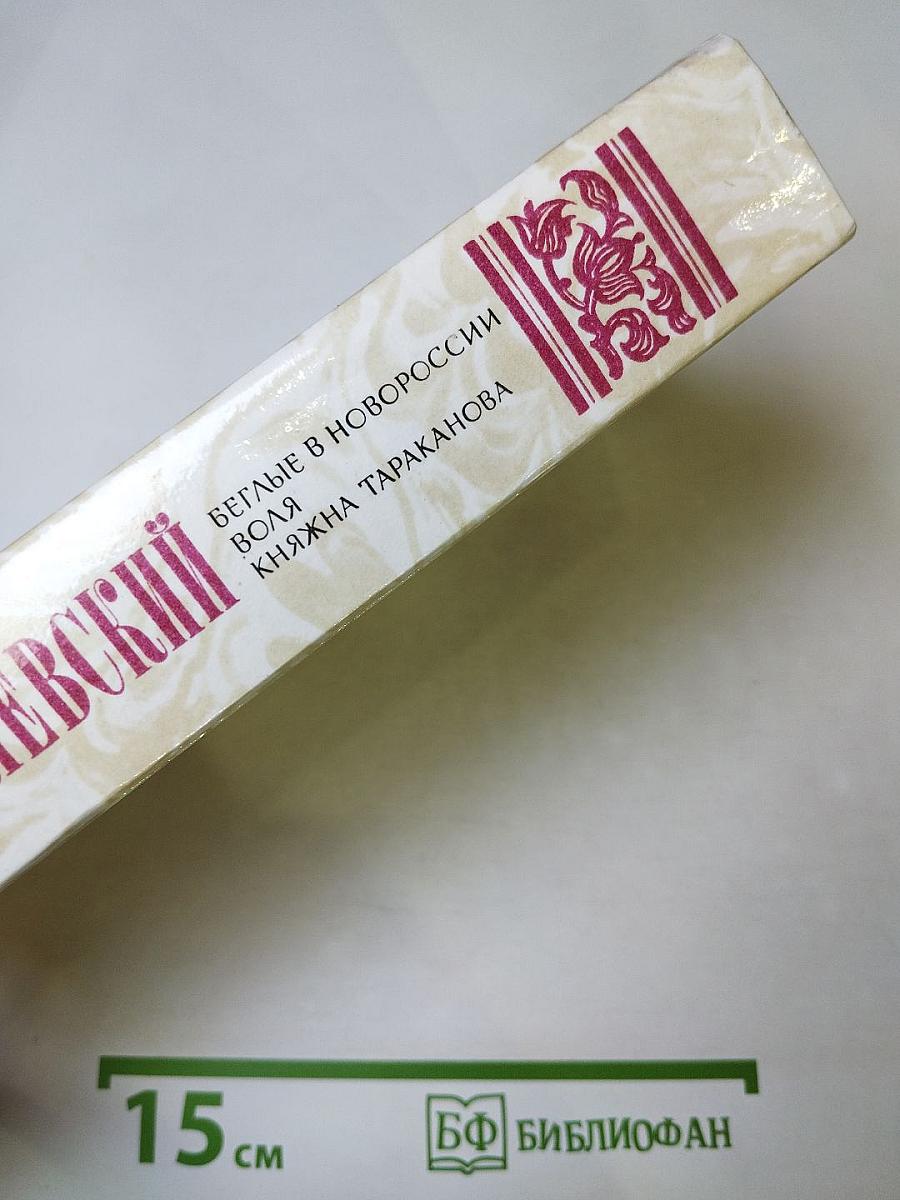 ЕВСКИЙ
БЕГЛЫЕ В НОВОРОССИИ
ВОЛЯ
КНЯЖНА ТАРАКАНОВА
15 см
БФ БИБЛИОФАН